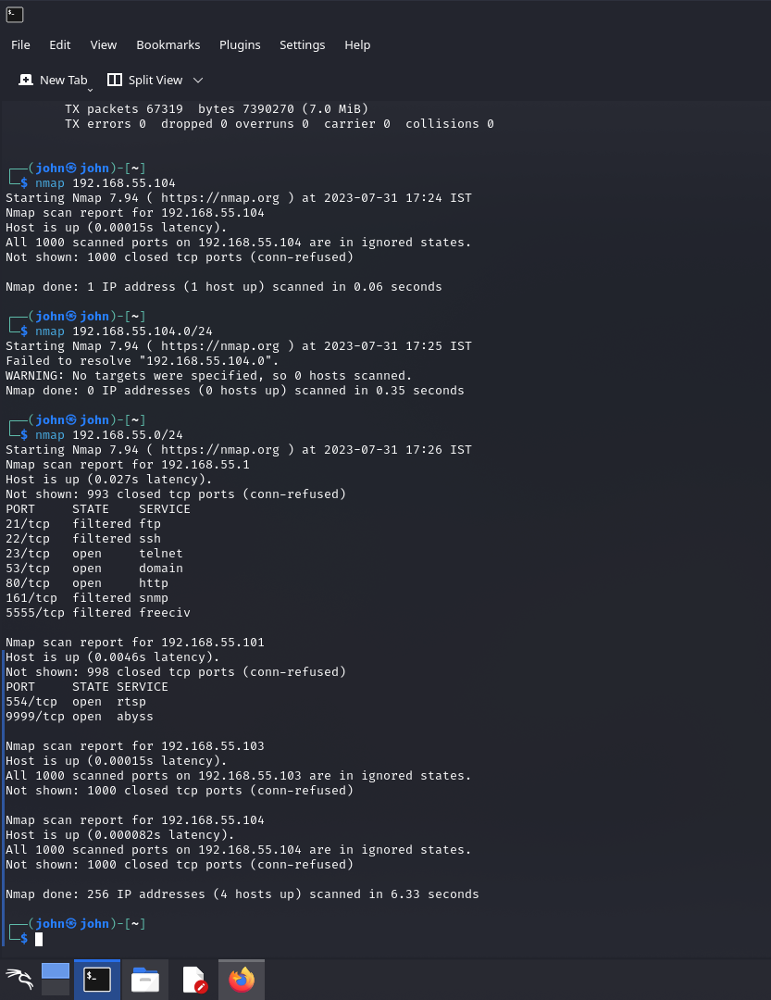 File Edit View Bookmarks Plugins Settings Help
New Tab Split View
TX packets 67319  bytes 7390270 (7.0 MiB)
TX errors 0  dropped 0 overruns 0  carrier 0  collisions 0
┌──(john㉿john)-[~]
└─$ nmap 192.168.55.104
Starting Nmap 7.94 ( https://nmap.org ) at 2023-07-31 17:24 IST
Nmap scan report for 192.168.55.104
Host is up (0.00015s latency).
All 1000 scanned ports on 192.168.55.104 are in ignored states.
Not shown: 1000 closed tcp ports (conn-refused)
Nmap done: 1 IP address (1 host up) scanned in 0.06 seconds
┌──(john㉿john)-[~]
└─$ nmap 192.168.55.104.0/24
Starting Nmap 7.94 ( https://nmap.org ) at 2023-07-31 17:25 IST
Failed to resolve "192.168.55.104.0".
WARNING: No targets were specified, so 0 hosts scanned.
Nmap done: 0 IP addresses (0 hosts up) scanned in 0.35 seconds
┌──(john㉿john)-[~]
└─$ nmap 192.168.55.0/24
Starting Nmap 7.94 ( https://nmap.org ) at 2023-07-31 17:26 IST
Nmap scan report for 192.168.55.1
Host is up (0.027s latency).
Not shown: 993 closed tcp ports (conn-refused)
PORT     STATE    SERVICE
21/tcp   filtered ftp
22/tcp   filtered ssh
23/tcp   open     telnet
53/tcp   open     domain
80/tcp   open     http
161/tcp  filtered snmp
5555/tcp filtered freeciv
Nmap scan report for 192.168.55.101
Host is up (0.0046s latency).
Not shown: 998 closed tcp ports (conn-refused)
PORT     STATE SERVICE
554/tcp  open  rtsp
9999/tcp open  abyss
Nmap scan report for 192.168.55.103
Host is up (0.00015s latency).
All 1000 scanned ports on 192.168.55.103 are in ignored states.
Not shown: 1000 closed tcp ports (conn-refused)
Nmap scan report for 192.168.55.104
Host is up (0.000082s latency).
All 1000 scanned ports on 192.168.55.104 are in ignored states.
Not shown: 1000 closed tcp ports (conn-refused)
Nmap done: 256 IP addresses (4 hosts up) scanned in 6.33 seconds
┌──(john㉿john)-[~]
└─$